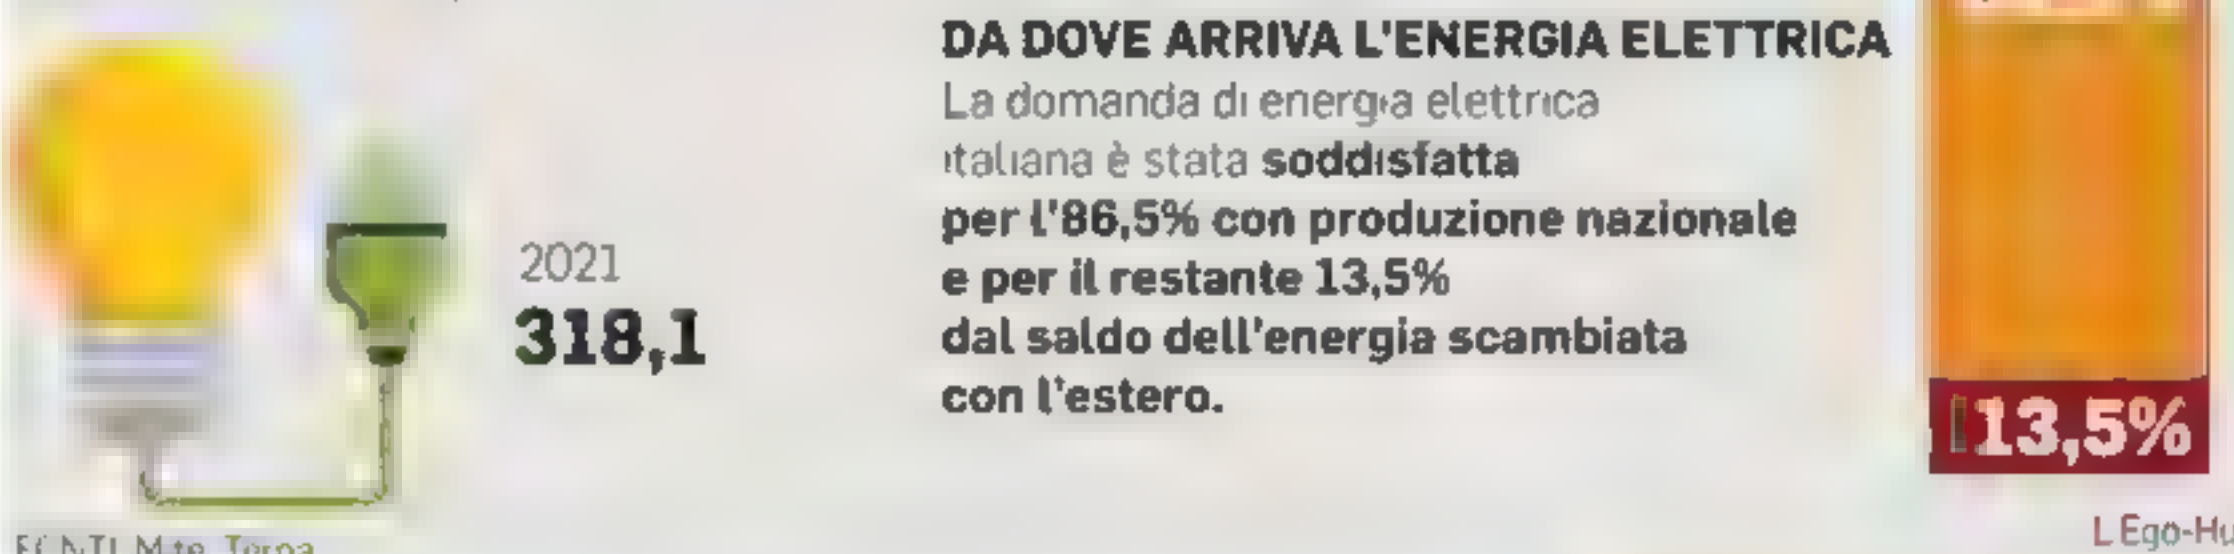 DA DOVE ARRIVA L'ENERGIA ELETTRICA
La domanda di energia elettrica
italiana è stata soddisfatta
per l'86,5% con produzione nazionale
e per il restante 13,5%
dal saldo dell'energia scambiata
con l'estero.
2021
318,1
13,5%
L'Ego-Hu